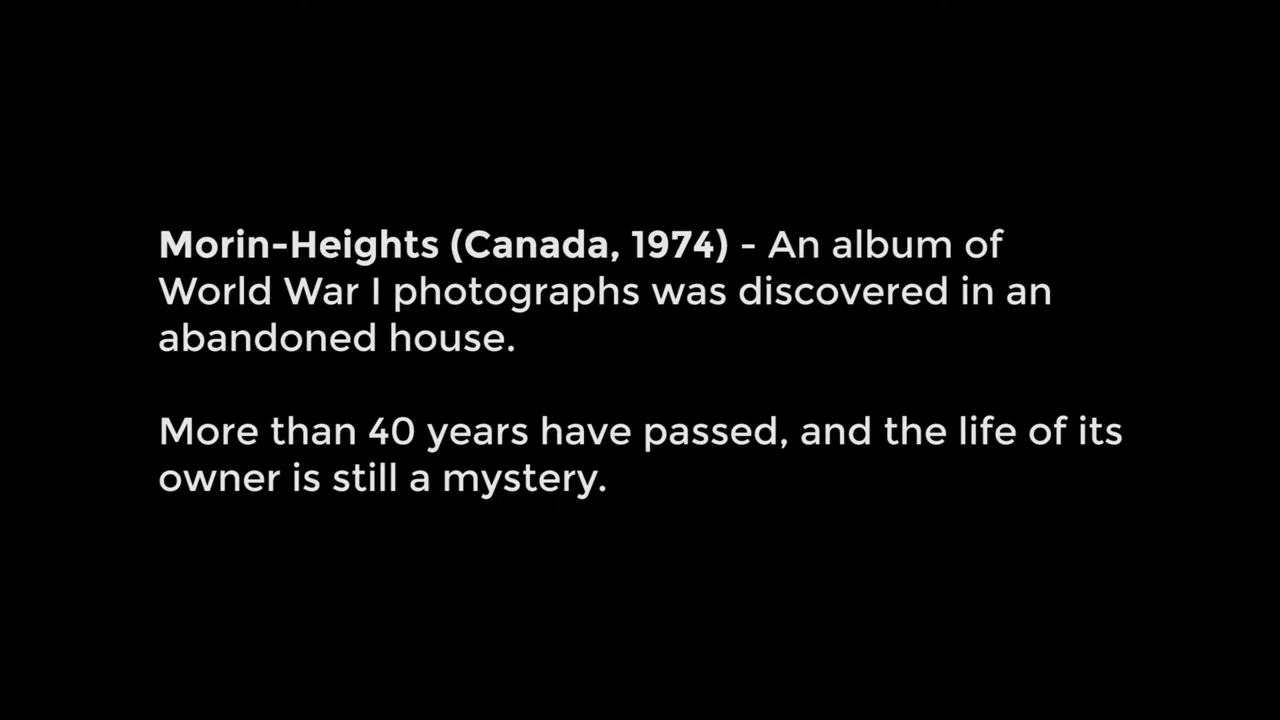 Morin-Heights (Canada, 1974) - An album of
World War I photographs was discovered in an
abandoned house.
More than 40 years have passed, and the life of its
owner is still a mystery.